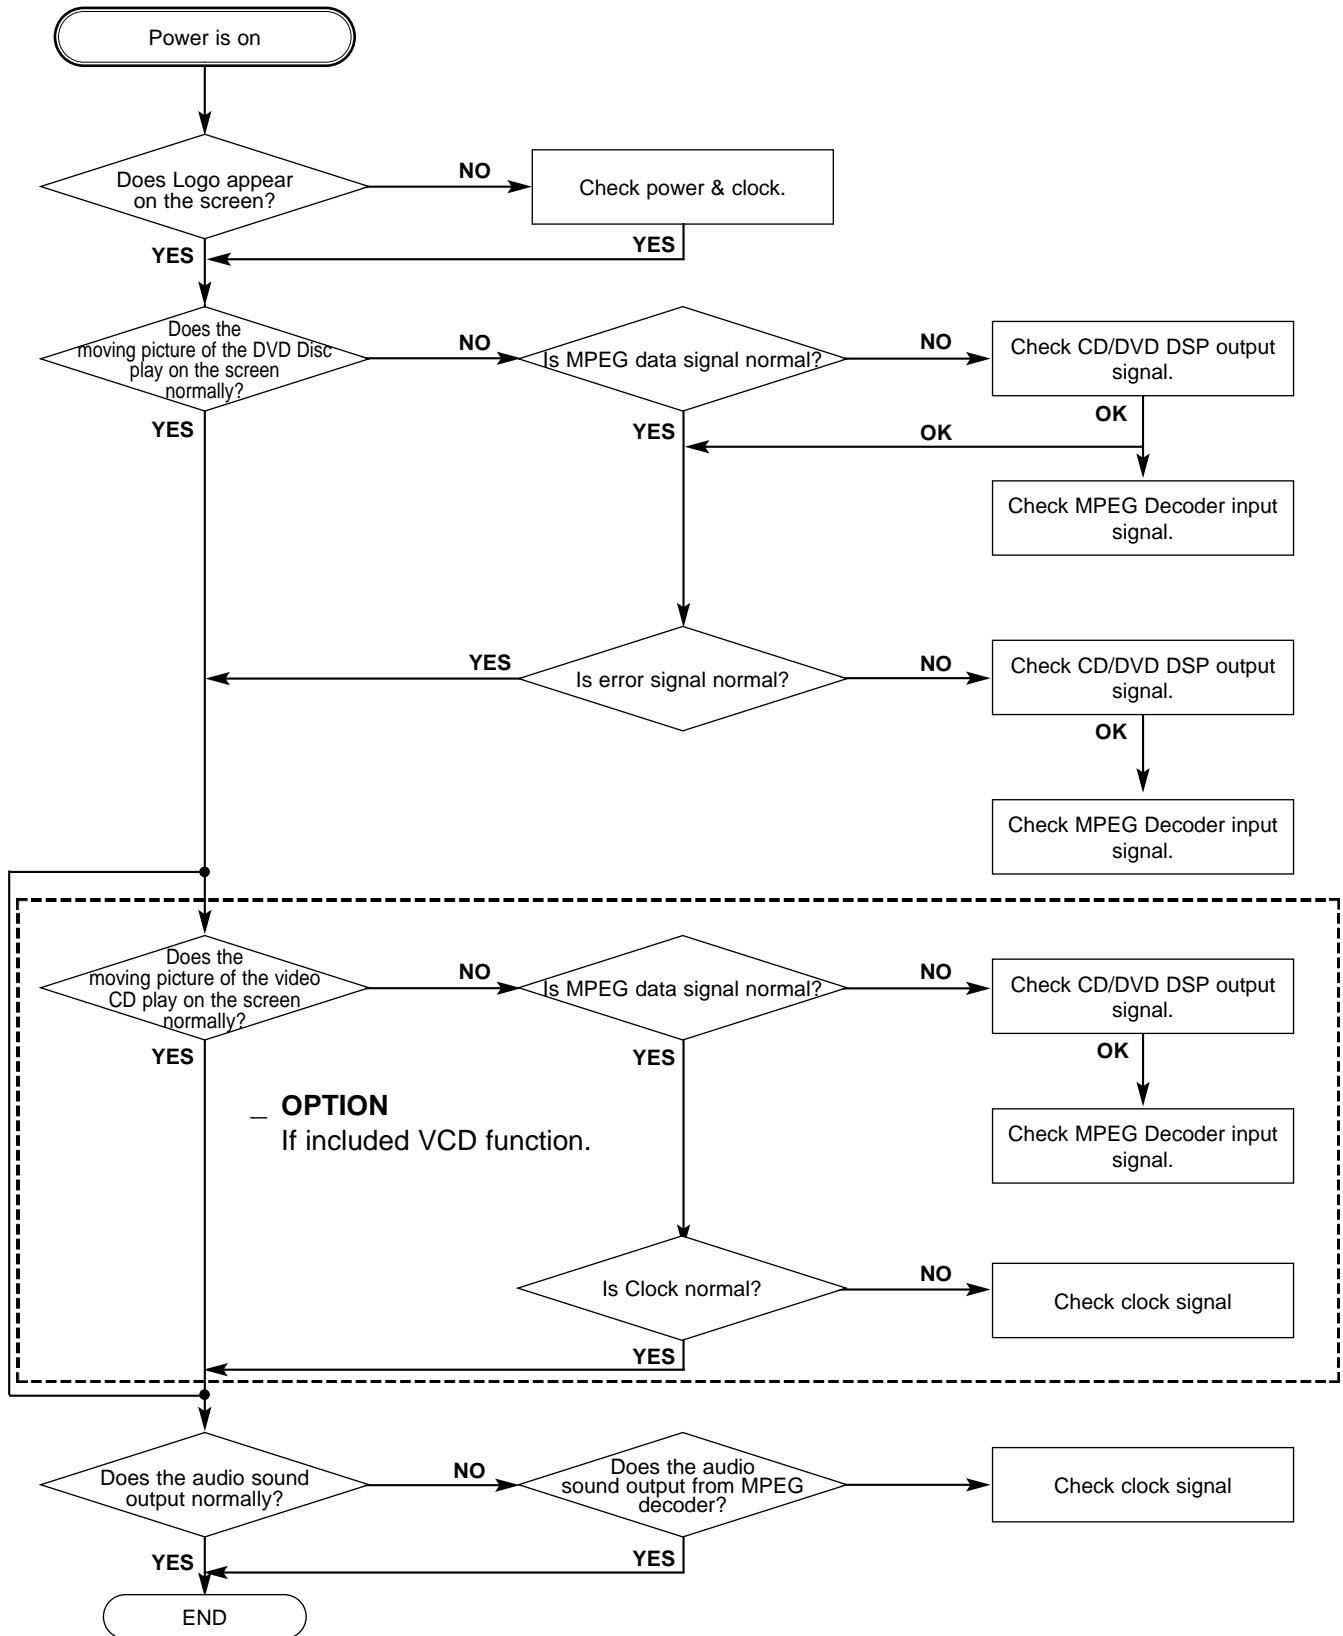 Power is on
Does Logo appear
on the screen?
NO
Check power & clock.
YES
YES
Does the
moving picture of the DVD Disc
play on the screen
normally?
NO
Is MPEG data signal normal?
NO
Check CD/DVD DSP output
signal.
YES
YES
OK
OK
Check MPEG Decoder input
signal.
YES
Is error signal normal?
NO
Check CD/DVD DSP output
signal.
OK
Check MPEG Decoder input
signal.
Does the
moving picture of the video
CD play on the screen
normally?
NO
Is MPEG data signal normal?
NO
Check CD/DVD DSP output
signal.
YES
YES
OK
_ OPTION
If included VCD function.
Check MPEG Decoder input
signal.
Is Clock normal?
NO
Check clock signal
YES
Does the audio sound
output normally?
NO
Does the audio
sound output from MPEG
decoder?
Check clock signal
YES
YES
END